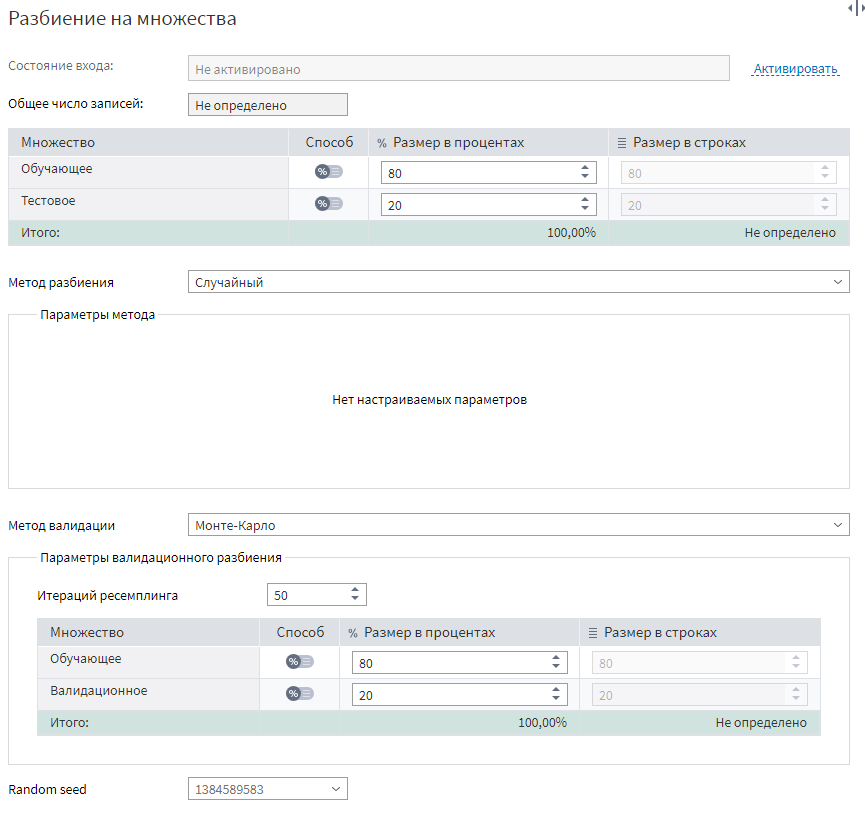 Разбиение на множества
Состояние входа: Не активировано Активировать
Общее число записей: Не определено
Множество Способ % Размер в процентах Размер в строках
Обучающее % 80 80
Тестовое % 20 20
Итого: 100,00% Не определено
Метод разбиения Случайный
Параметры метода
Нет настраиваемых параметров
Метод валидации Монте-Карло
Параметры валидационного разбиения
Итераций ресемплинга 50
Множество Способ % Размер в процентах Размер в строках
Обучающее % 80 80
Валидационное % 20 20
Итого: 100,00% Не определено
Random seed 1384589583